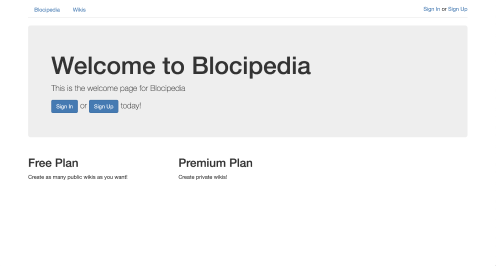 Blocipedia Wikis Sign In or Sign Up
Welcome to Blocipedia
This is the welcome page for Blocipedia
Sign In or Sign Up today!
Free Plan Premium Plan
Create as many public wikis as you want! Create private wikis!